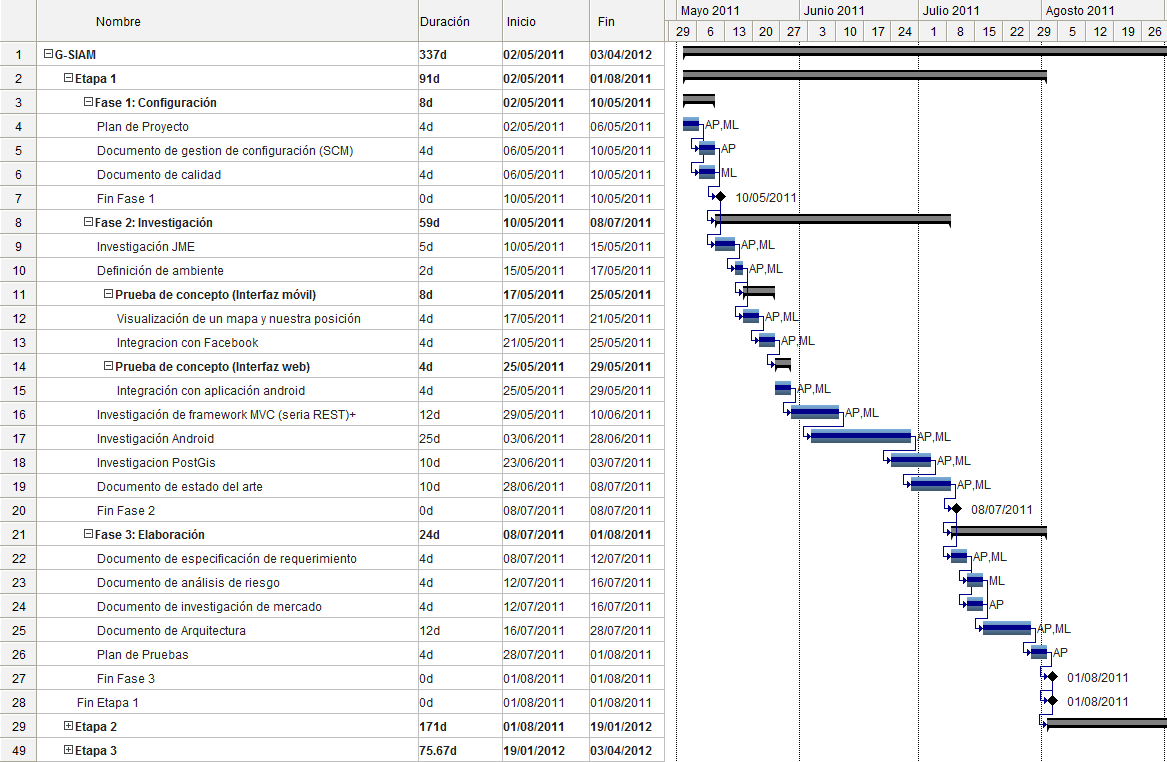 Nombre Duración Inicio Fin Mayo 2011 Junio 2011 Julio 2011 Agosto 2011
29 6 13 20 27 3 10 17 24 1 8 15 22 29 5 12 19 26
1 G-SIAM 337d 02/05/2011 03/04/2012
2 Etapa 1 91d 02/05/2011 01/08/2011
3 Fase 1: Configuración 8d 02/05/2011 10/05/2011
4 Plan de Proyecto 4d 02/05/2011 06/05/2011 AP,ML
5 Documento de gestion de configuración (SCM) 4d 06/05/2011 10/05/2011 AP
6 Documento de calidad 4d 06/05/2011 10/05/2011 ML
7 Fin Fase 1 0d 10/05/2011 10/05/2011 10/05/2011
8 Fase 2: Investigación 59d 10/05/2011 08/07/2011
9 Investigación JME 5d 10/05/2011 15/05/2011 AP,ML
10 Definición de ambiente 2d 15/05/2011 17/05/2011 AP,ML
11 Prueba de concepto (Interfaz móvil) 8d 17/05/2011 25/05/2011
12 Visualización de un mapa y nuestra posición 4d 17/05/2011 21/05/2011 AP,ML
13 Integracion con Facebook 4d 21/05/2011 25/05/2011 AP,ML
14 Prueba de concepto (Interfaz web) 4d 25/05/2011 29/05/2011
15 Integración con aplicación android 4d 25/05/2011 29/05/2011 AP,ML
16 Investigación de framework MVC (seria REST)+ 12d 29/05/2011 10/06/2011 AP,ML
17 Investigación Android 25d 03/06/2011 28/06/2011 AP,ML
18 Investigacion PostGis 10d 23/06/2011 03/07/2011 AP,ML
19 Documento de estado del arte 10d 28/06/2011 08/07/2011 AP,ML
20 Fin Fase 2 0d 08/07/2011 08/07/2011 08/07/2011
21 Fase 3: Elaboración 24d 08/07/2011 01/08/2011
22 Documento de especificación de requerimiento 4d 08/07/2011 12/07/2011 AP,ML
23 Documento de análisis de riesgo 4d 12/07/2011 16/07/2011 ML
24 Documento de investigación de mercado 4d 12/07/2011 16/07/2011 AP
25 Documento de Arquitectura 12d 16/07/2011 28/07/2011 AP,ML
26 Plan de Pruebas 4d 28/07/2011 01/08/2011 AP
27 Fin Fase 3 0d 01/08/2011 01/08/2011 01/08/2011
28 Fin Etapa 1 0d 01/08/2011 01/08/2011 01/08/2011
29 Etapa 2 171d 01/08/2011 19/01/2012
49 Etapa 3 75.67d 19/01/2012 03/04/2012